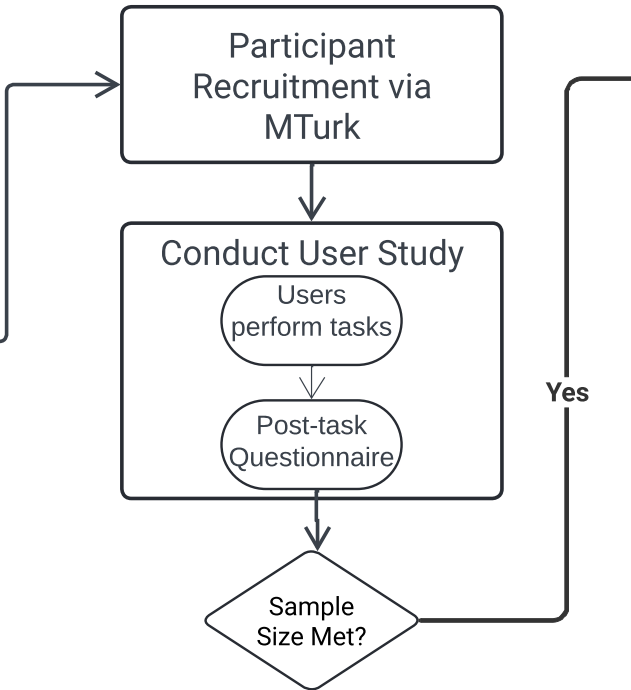 Participant
Recruitment via
MTurk
Conduct User Study
Users
perform tasks
Post-task
Questionnaire
Yes
Sample
Size Met?